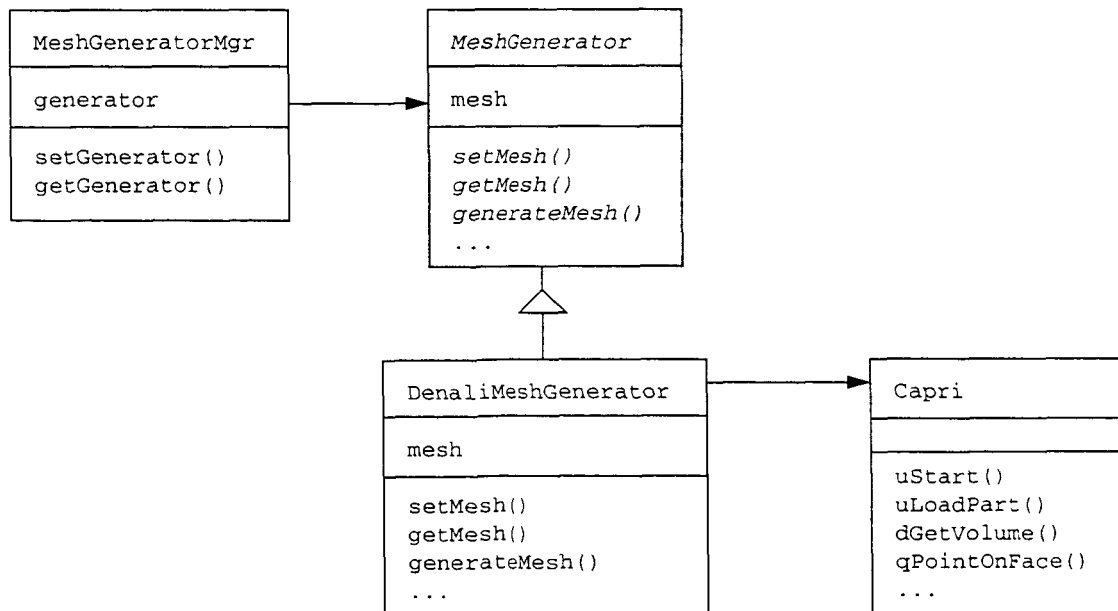 MeshGeneratorMgr
generator
setGenerator()
getGenerator()
MeshGenerator
mesh
setMesh()
getMesh()
generateMesh()
...
DenaliMeshGenerator
mesh
setMesh()
getMesh()
generateMesh()
...
Capri
uStart()
uLoadPart()
dGetVolume()
qPointOnFace()
...